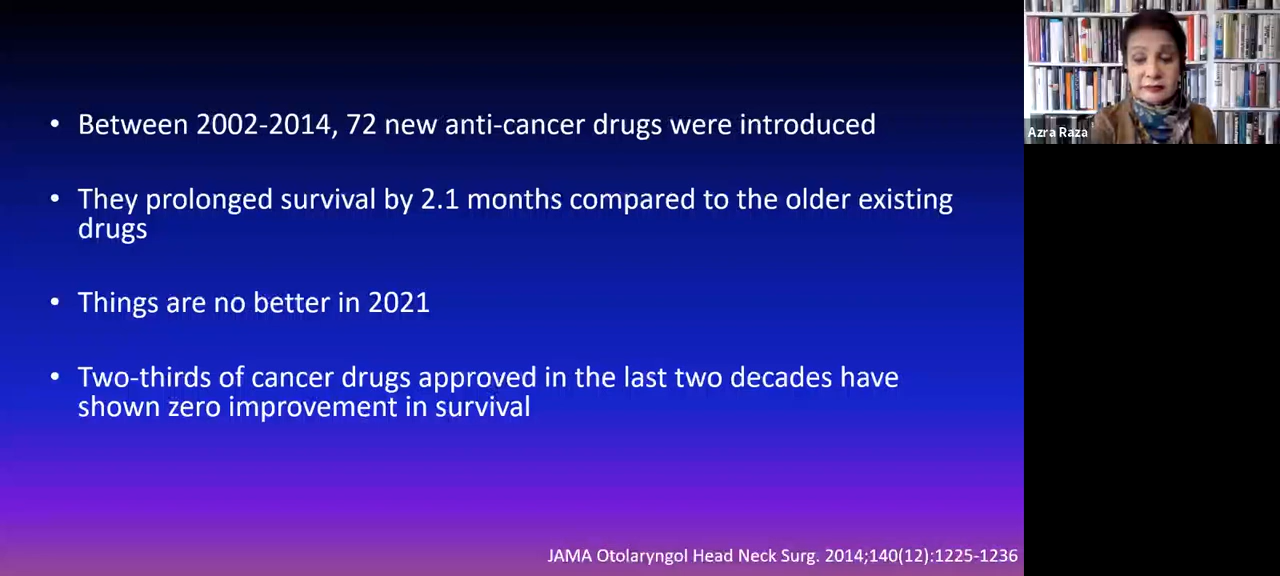 • Between 2002-2014, 72 new anti-cancer drugs were introduced
• They prolonged survival by 2.1 months compared to the older existing
drugs
• Things are no better in 2021
• Two-thirds of cancer drugs approved in the last two decades have
shown zero improvement in survival
JAMA Otolaryngol Head Neck Surg. 2014;140(12):1225-1236
Azra Raza